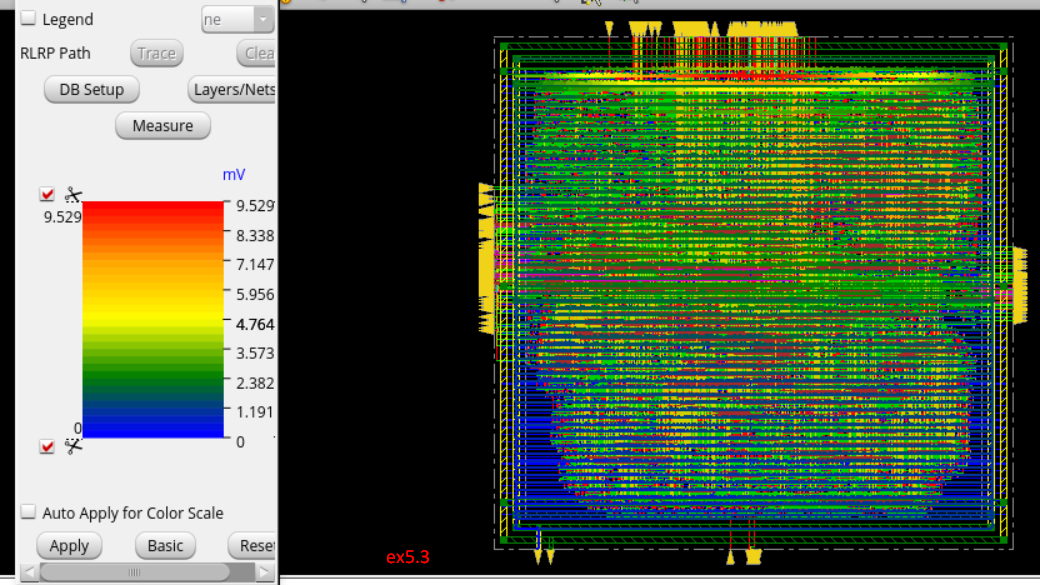 Legend
ne
RLRP Path
Trace
Clea
DB Setup
Layers/Nets
Measure
mV
9.529
9.529
8.338
7.147
5.956
4.764
3.573
2.382
1.191
0
0
Auto Apply for Color Scale
Apply
Basic
Rese
ex5.3